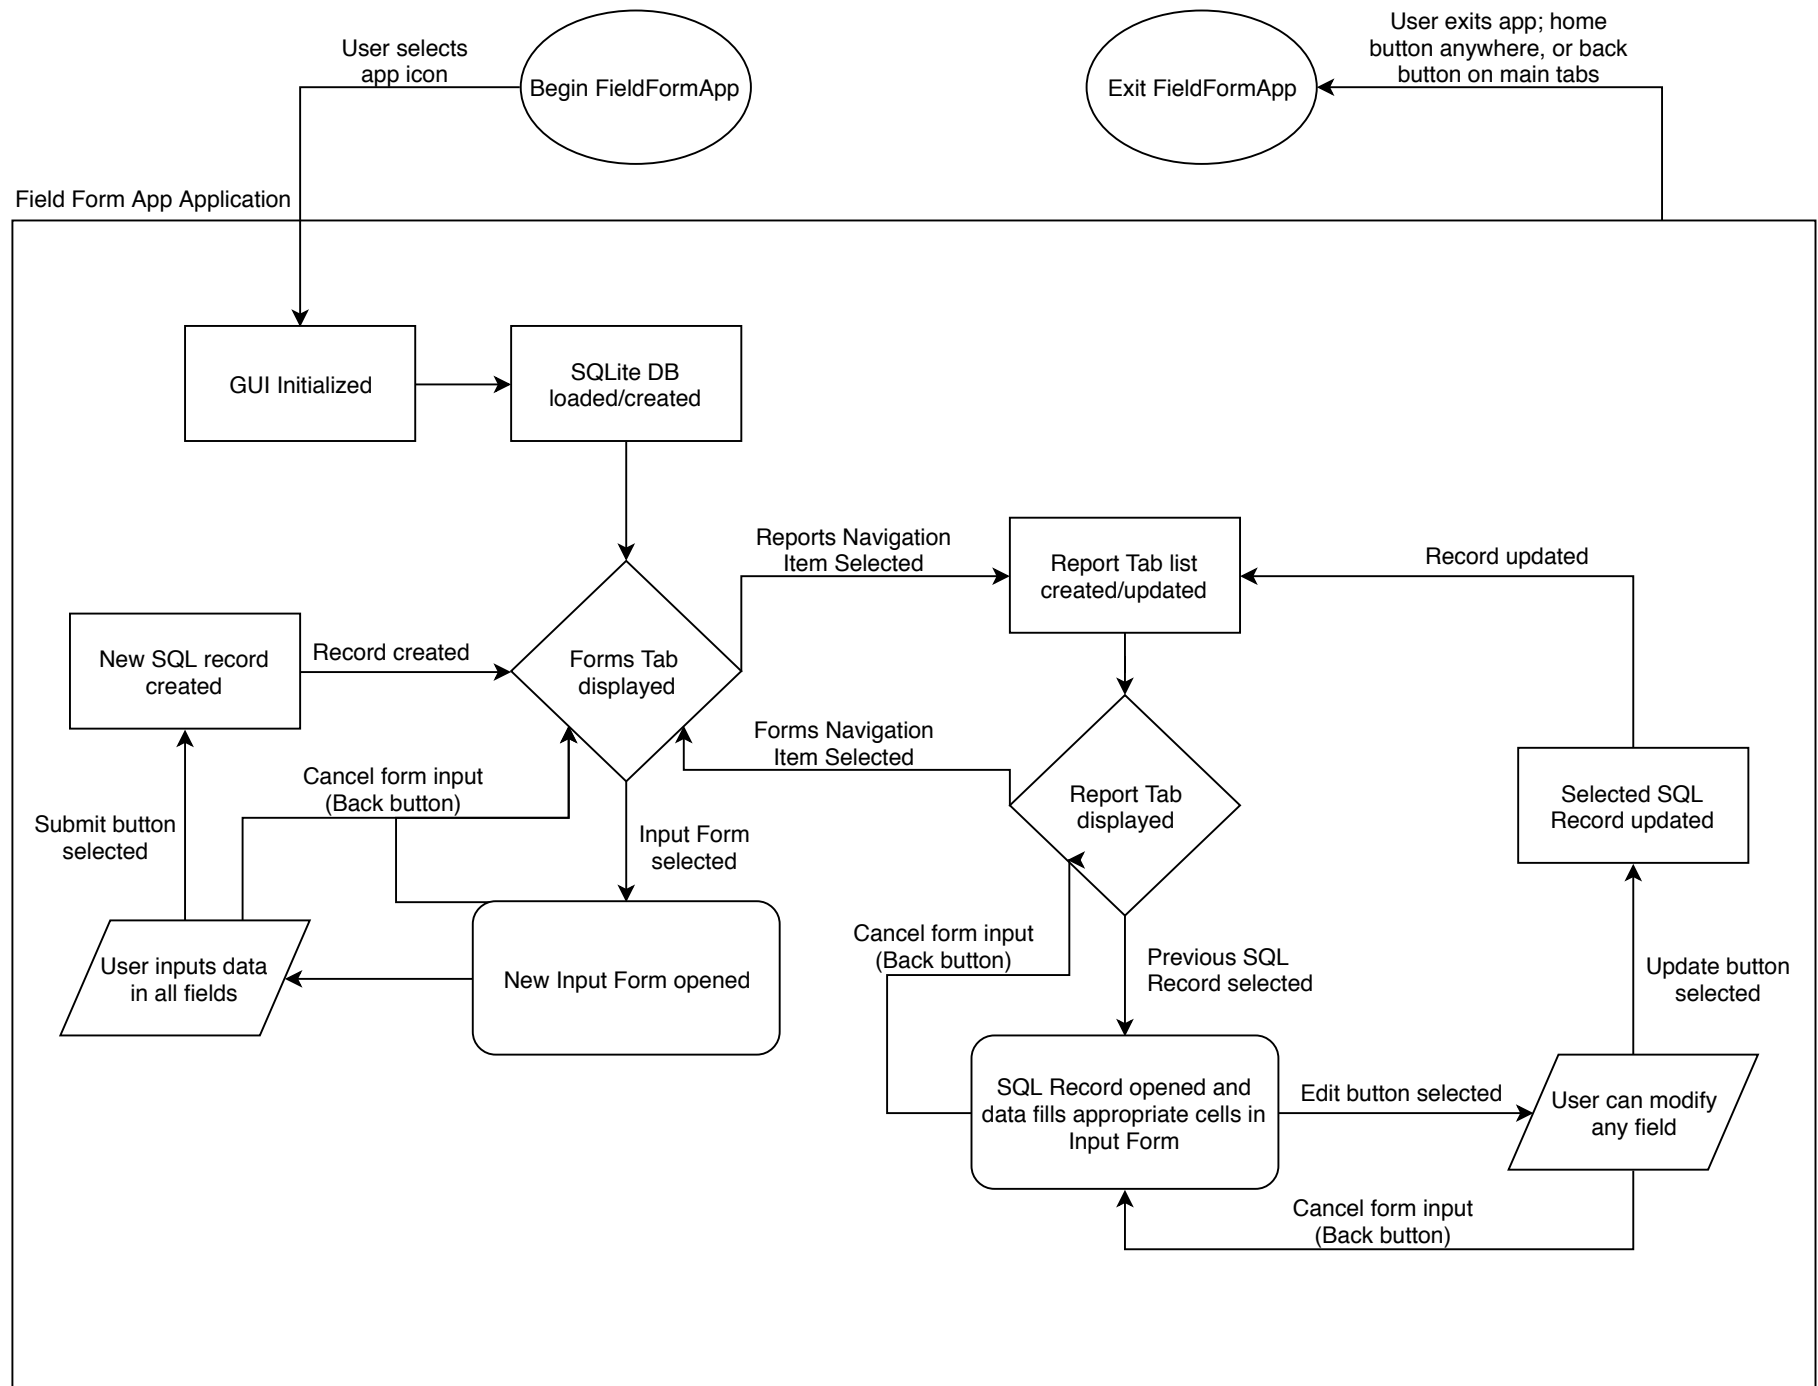 User selects
app icon
Begin FieldFormApp
Exit FieldFormApp
User exits app; home
button anywhere, or back
button on main tabs
Field Form App Application
GUI Initialized
SQLite DB
loaded/created
Reports Navigation
Item Selected
Report Tab list
created/updated
Record updated
New SQL record
created
Record created
Forms Tab
displayed
Forms Navigation
Item Selected
Report Tab
displayed
Selected SQL
Record updated
Cancel form input
(Back button)
Submit button
selected
Input Form
selected
User inputs data
in all fields
New Input Form opened
Cancel form input
(Back button)
Previous SQL
Record selected
Update button
selected
SQL Record opened and
data fills appropriate cells in
Input Form
Edit button selected
User can modify
any field
Cancel form input
(Back button)